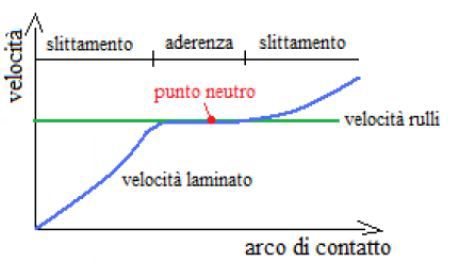 velocità
slittamento aderenza slittamento
punto neutro
velocità rulli
velocità laminato
arco di contatto